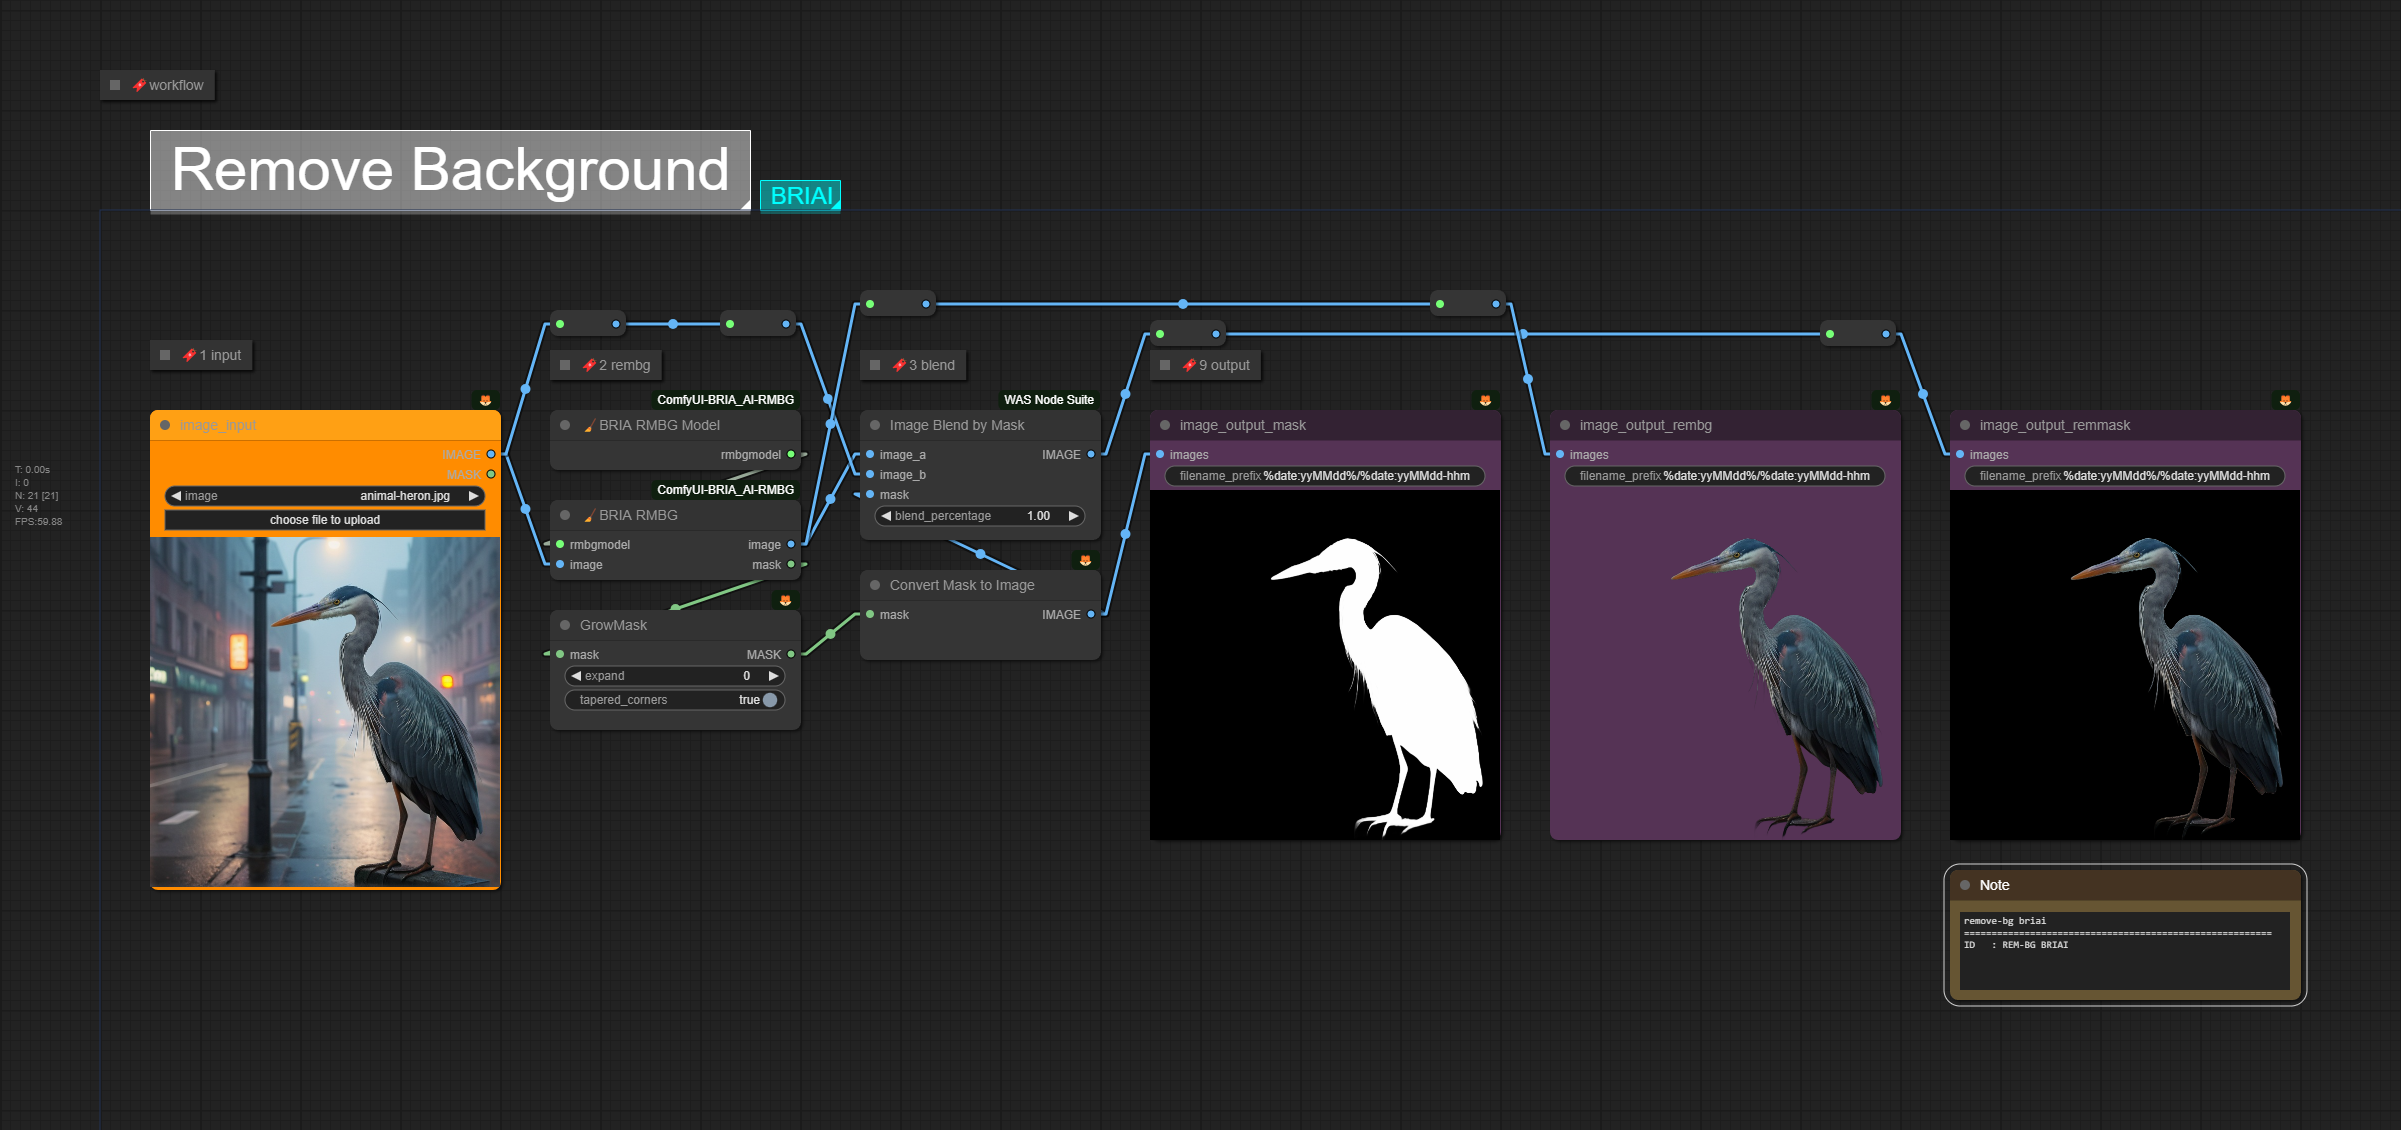 workflow
Remove Background
BRIAI
1 input
2 rembg
3 blend
9 output
image_input
IMAGE
MASK
image animal-heron.jpg
choose file to upload
T: 0.00s
I: 0
N: 21 [21]
V: 44
FPS:59.88
ComfyUI-BRIA_AI-RMBG
BRIA RMBG Model
rmbgmodel
ComfyUI-BRIA_AI-RMBG
BRIA RMBG
rmbgmodel image
image mask
GrowMask
mask MASK
expand 0
tapered_corners true
WAS Node Suite
Image Blend by Mask
image_a IMAGE
image_b
mask
blend_percentage 1.00
Convert Mask to Image
mask IMAGE
image_output_mask
images
filename_prefix %date:yyMMdd%/%date:yyMMdd-hhm
image_output_rembg
images
filename_prefix %date:yyMMdd%/%date:yyMMdd-hhm
image_output_remmask
images
filename_prefix %date:yyMMdd%/%date:yyMMdd-hhm
Note
remove-bg briai
========================================================
ID : REM-BG BRIAI